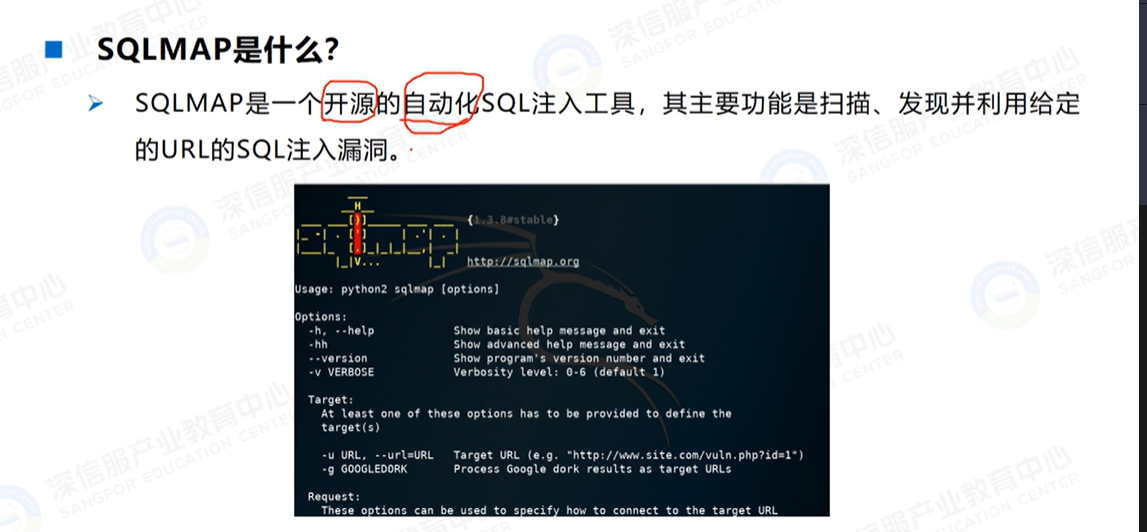 SQLMAP是什么?
SQLMAP是一个开源的自动化SQL注入工具，其主要功能是扫描、发现并利用给定
的URL的SQL注入漏洞。
{1.3.8#stable}
http://sqlmap.org
Usage: python2 sqlmap [options]
Options:
-h, --help Show basic help message and exit
-hh Show advanced help message and exit
--version Show program's version number and exit
-v VERBOSE Verbosity level: 0-6 (default 1)
Target:
At least one of these options has to be provided to define the
target(s)
-u URL, --url=URL Target URL (e.g. "http://www.site.com/vuln.php?id=1")
-g GOOGLEDORK Process Google dork results as target URLs
Request:
These options can be used to specify how to connect to the target URL
深信服产业教育中心
SANGFOR EDUCATION CENTER